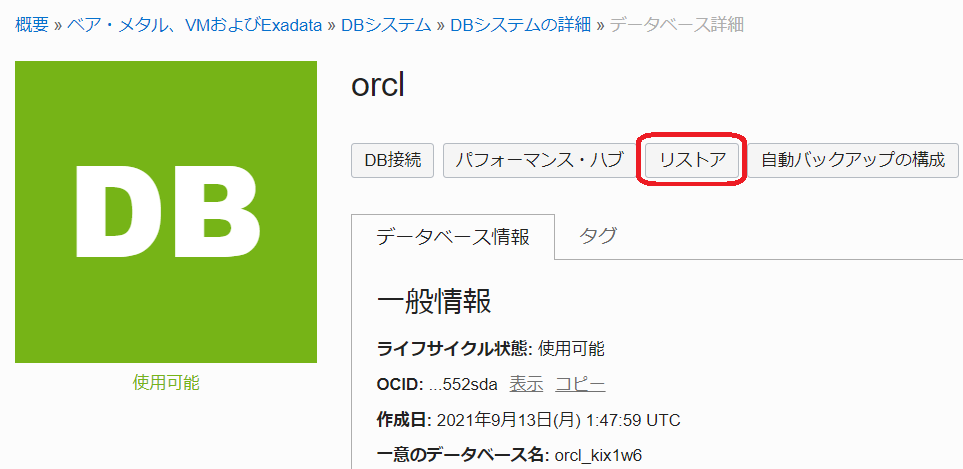 概要 » ベア・メタル、VMおよびExadata » DBシステム » DBシステムの詳細 » データベース詳細
DB
使用可能
orcl
DB接続 パフォーマンス・ハブ リストア 自動バックアップの構成
データベース情報 タグ
一般情報
ライフサイクル状態: 使用可能
OCID: ...552sda 表示 コピー
作成日: 2021年9月13日(月) 1:47:59 UTC
一意のデータベース名: orcl_kix1w6